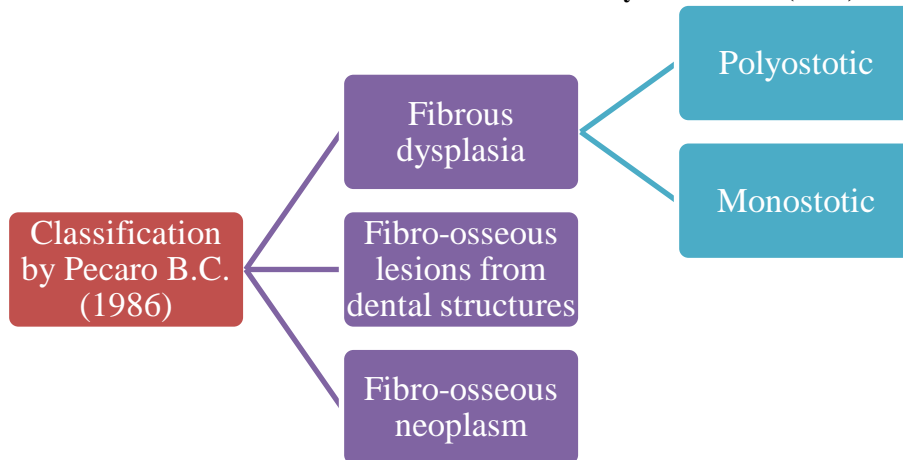 Polyostotic
Fibrous
dysplasia
Monostotic
Classification
by Pecaro B.C.
(1986)
Fibro-osseous
lesions from
dental structures
Fibro-osseous
neoplasm